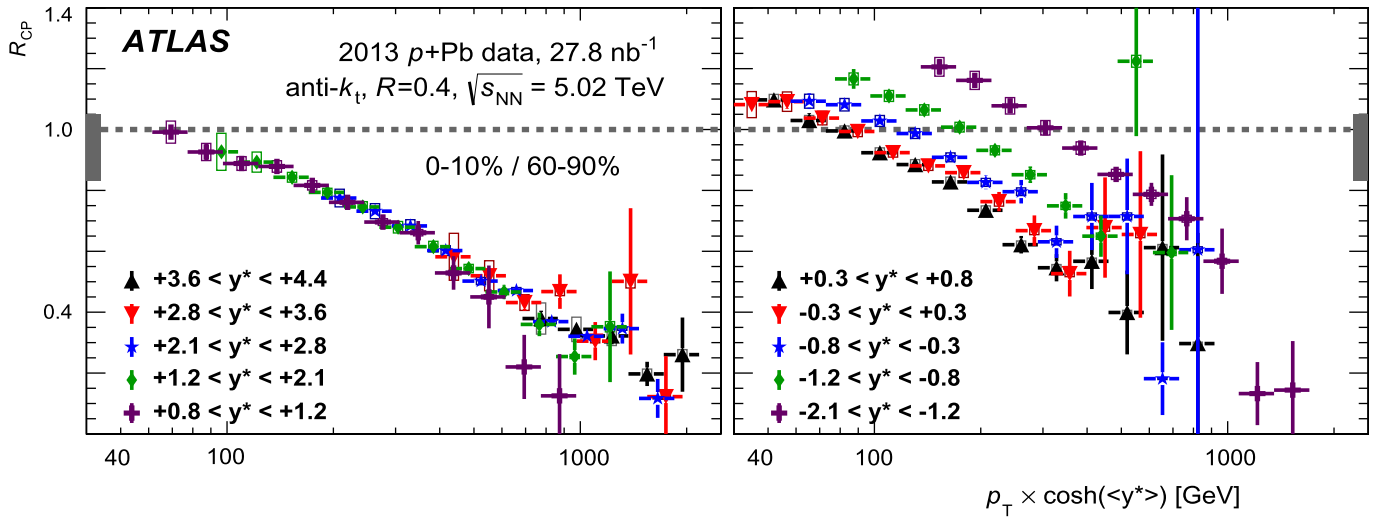 1.4
R_CP
ATLAS
2013 p+Pb data, 27.8 nb⁻¹
anti-k_t, R=0.4, √s_NN = 5.02 TeV
1.0
0-10% / 60-90%
+3.6 < y* < +4.4
+2.8 < y* < +3.6
0.4
+2.1 < y* < +2.8
+1.2 < y* < +2.1
+0.8 < y* < +1.2
40 100 1000
+0.3 < y* < +0.8
-0.3 < y* < +0.3
-0.8 < y* < -0.3
-1.2 < y* < -0.8
-2.1 < y* < -1.2
40 100 1000
p_T × cosh(<y*>) [GeV]